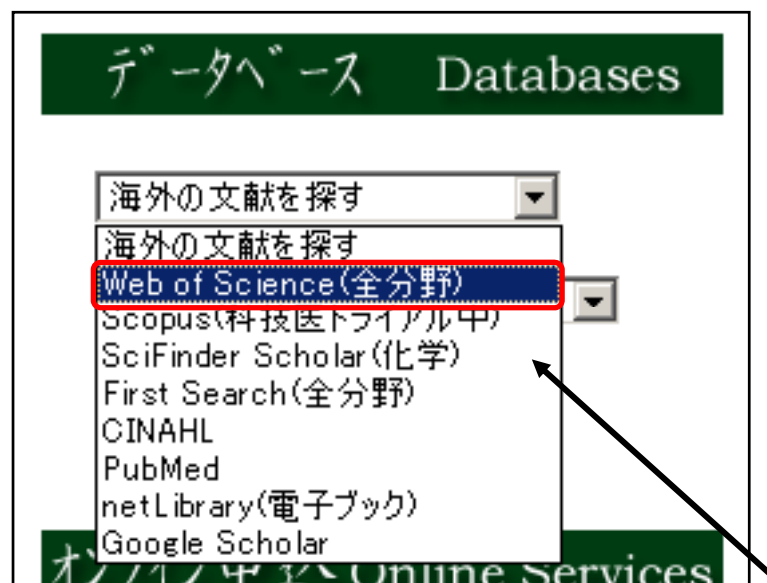 データベース Databases
海外の文献を探す
海外の文献を探す
Web of Science(全分野)
Scopus(科技医トライアル中)
SciFinder Scholar(化学)
First Search(全分野)
CINAHL
PubMed
netLibrary(電子ブック)
Google Scholar
Online Services